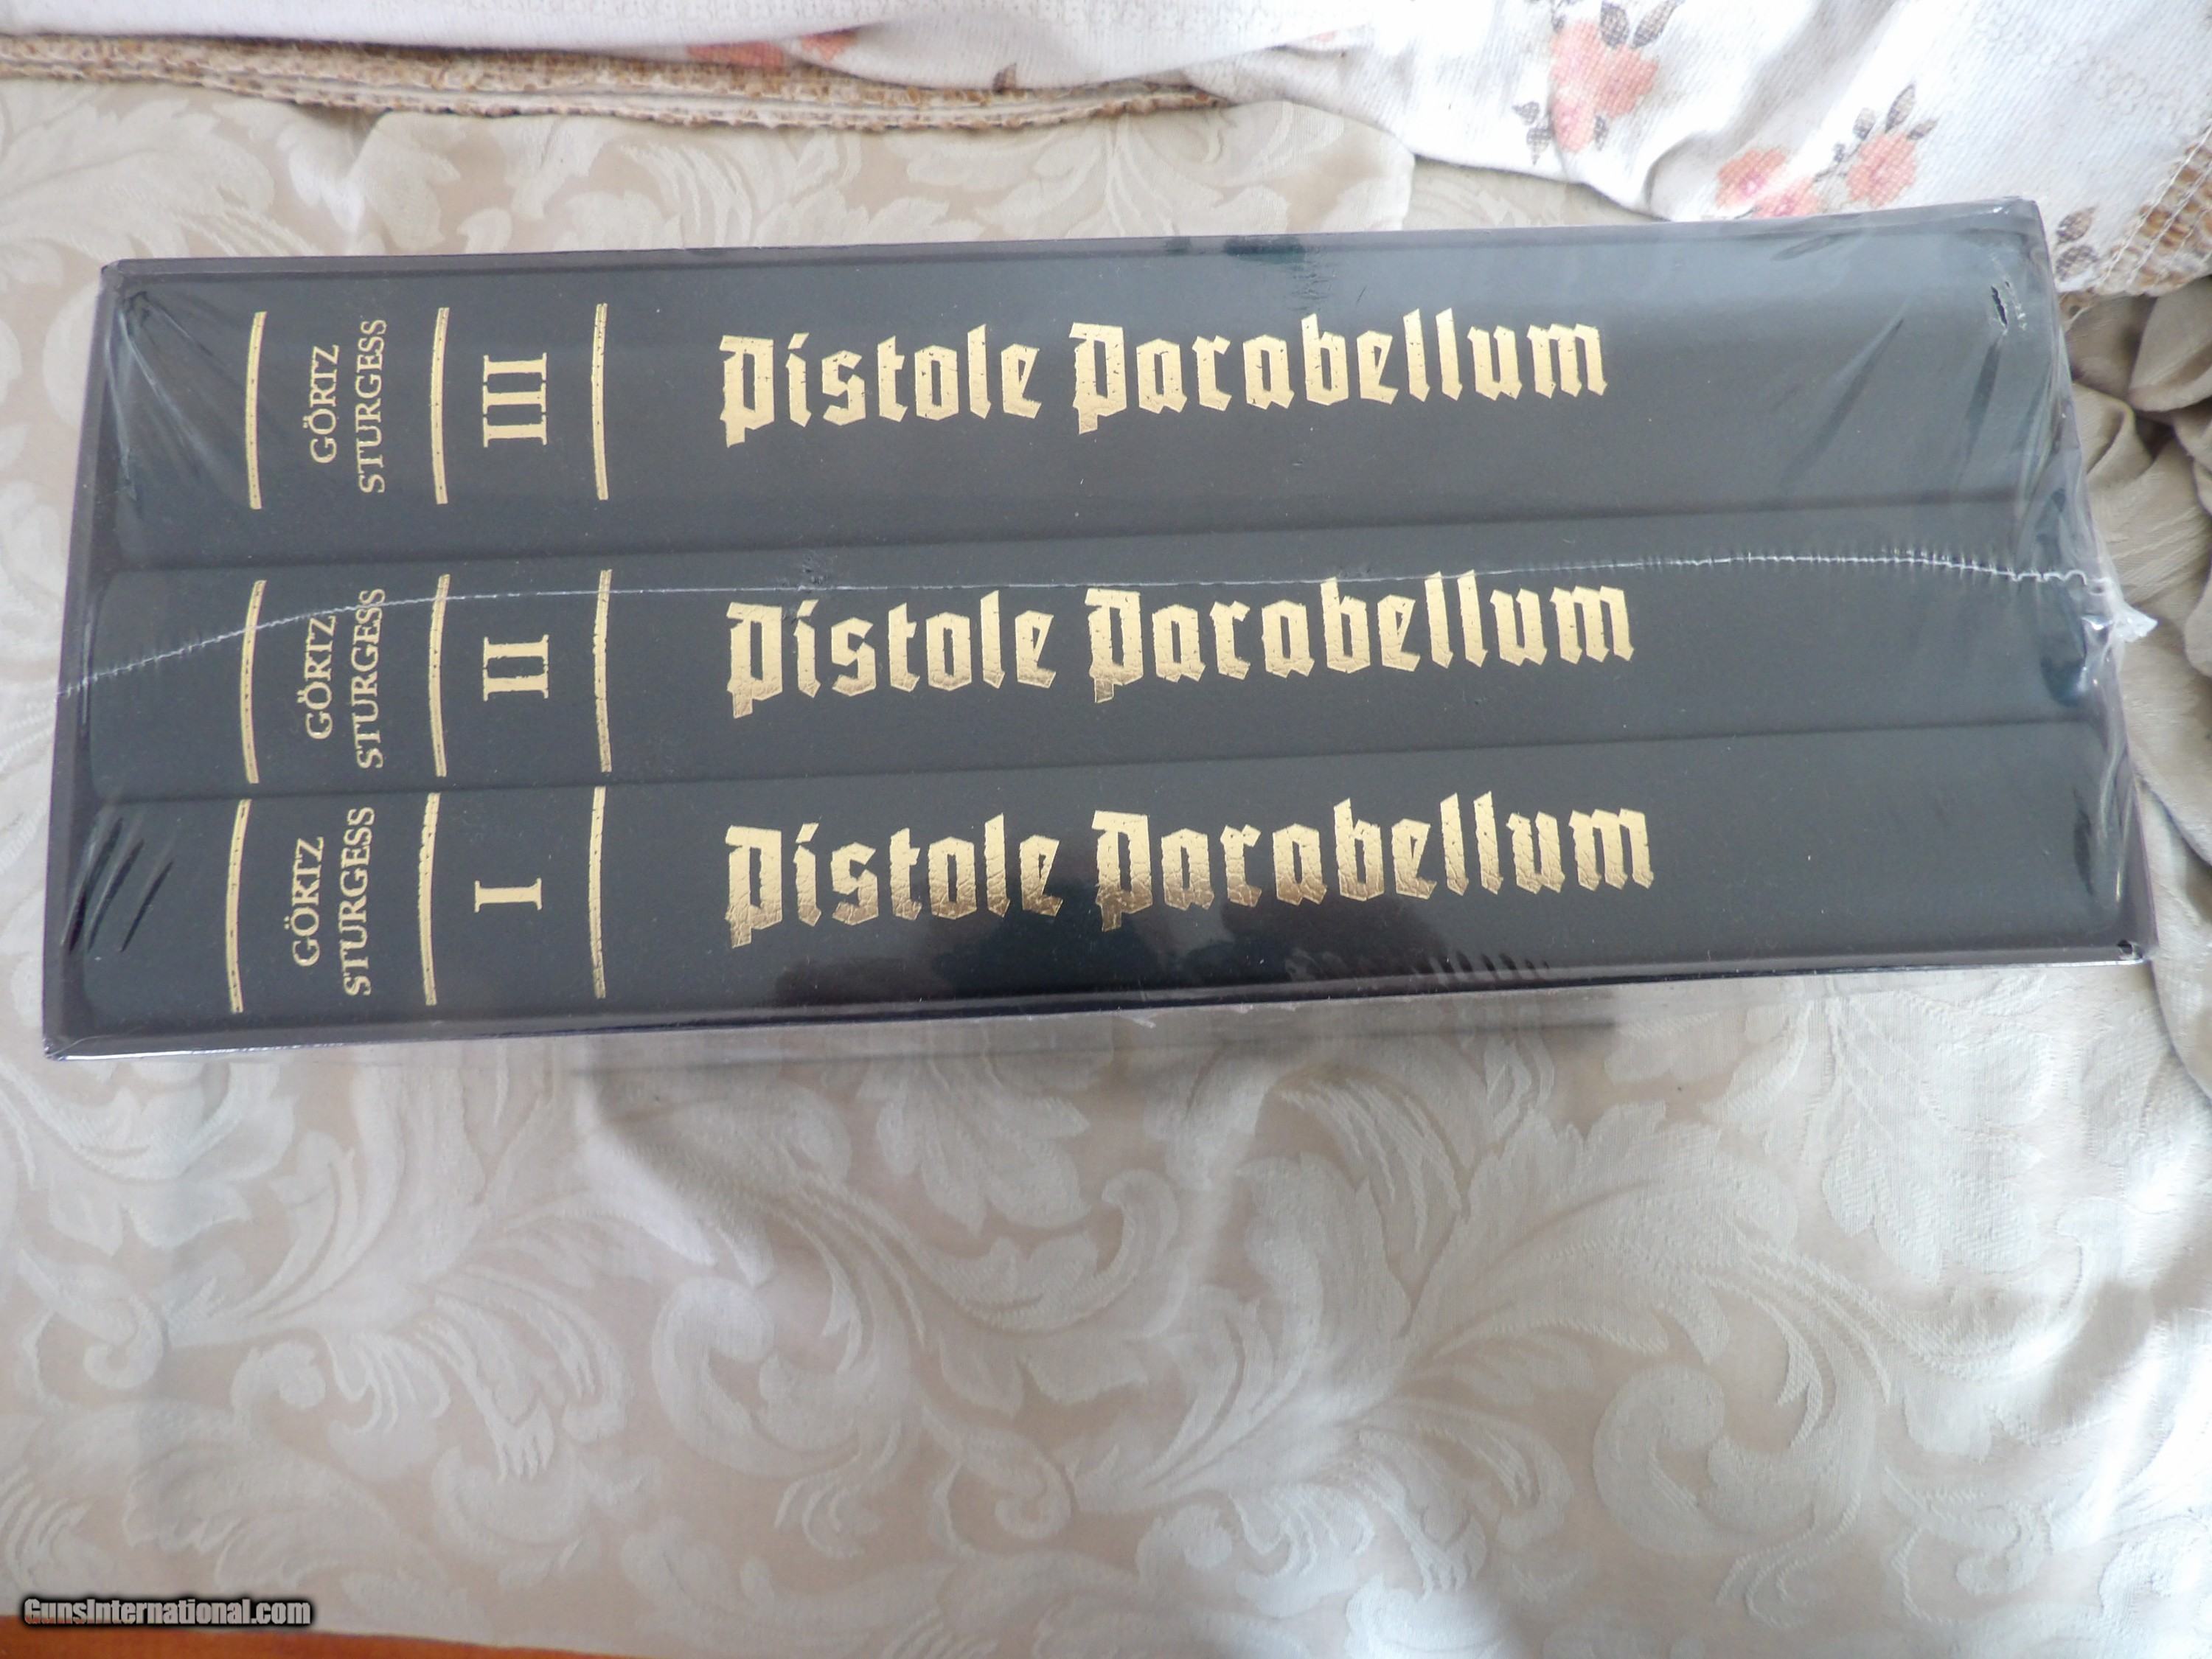 GÖRTZ
STURGESS
III
Pistole Parabellum
GÖRTZ
STURGESS
II
Pistole Parabellum
GÖRTZ
STURGESS
I
Pistole Parabellum
GunsInternational.com